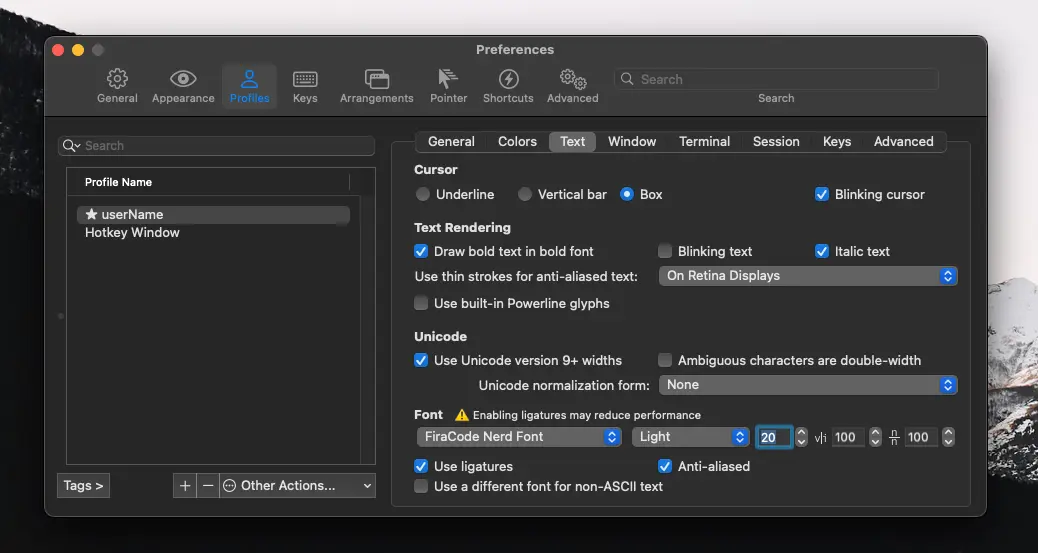 Preferences
General Appearance Profiles Keys Arrangements Pointer Shortcuts Advanced Search
Search
Search
Profile Name
★ userName
Hotkey Window
Tags >
+ − Other Actions...
General Colors Text Window Terminal Session Keys Advanced
Cursor
Underline Vertical bar Box Blinking cursor
Text Rendering
Draw bold text in bold font Blinking text Italic text
Use thin strokes for anti-aliased text: On Retina Displays
Use built-in Powerline glyphs
Unicode
Use Unicode version 9+ widths Ambiguous characters are double-width
Unicode normalization form: None
Font Enabling ligatures may reduce performance
FiraCode Nerd Font Light 20 v|i 100 n/n 100
Use ligatures Anti-aliased
Use a different font for non-ASCII text